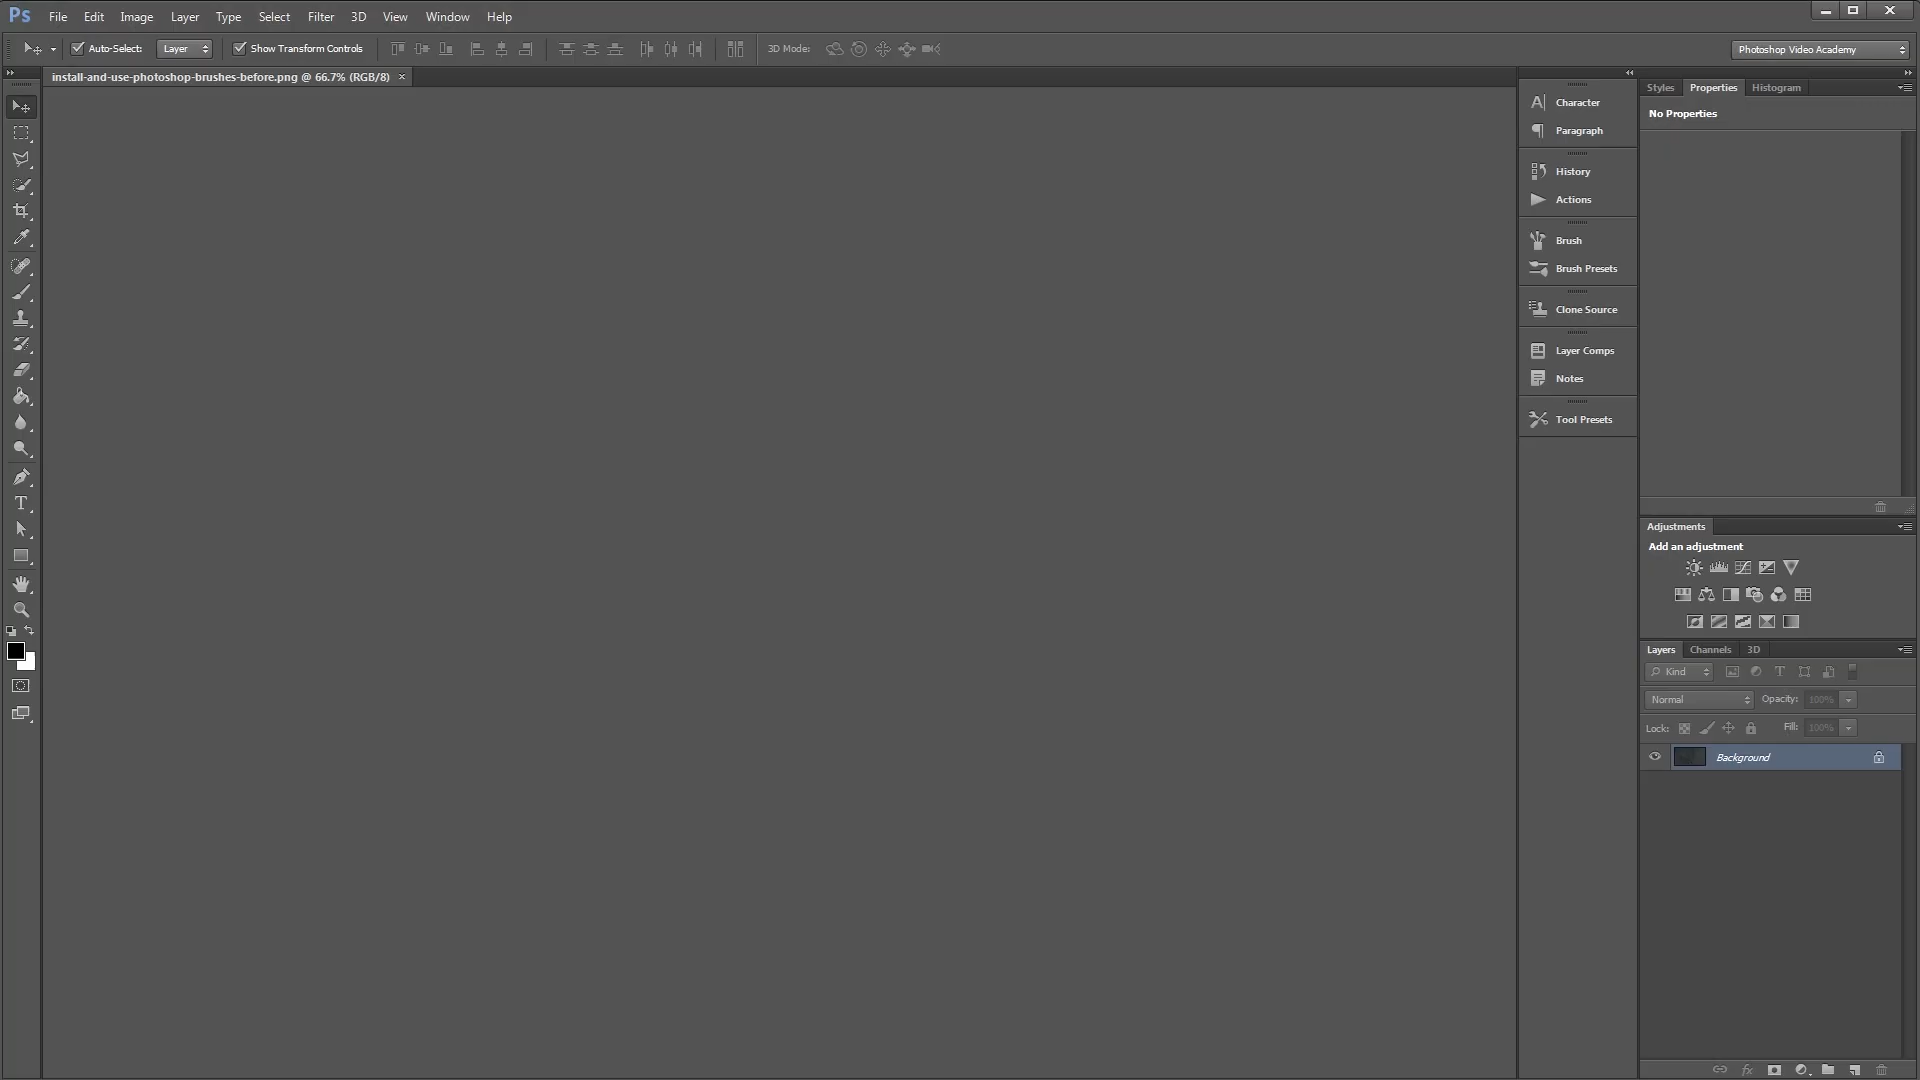 Ps File Edit Image Layer Type Select Filter 3D View Window Help
Auto-Select: Layer Show Transform Controls 3D Mode: Photoshop Video Academy
install-and-use-photoshop-brushes-before.png @ 66.7% (RGB/8) ×
Character
Paragraph
History
Actions
Brush
Brush Presets
Clone Source
Layer Comps
Notes
Tool Presets
Styles Properties Histogram
No Properties
Adjustments
Add an adjustment
Layers Channels 3D
Kind
Normal Opacity: 100%
Lock: Fill: 100%
Background
fx